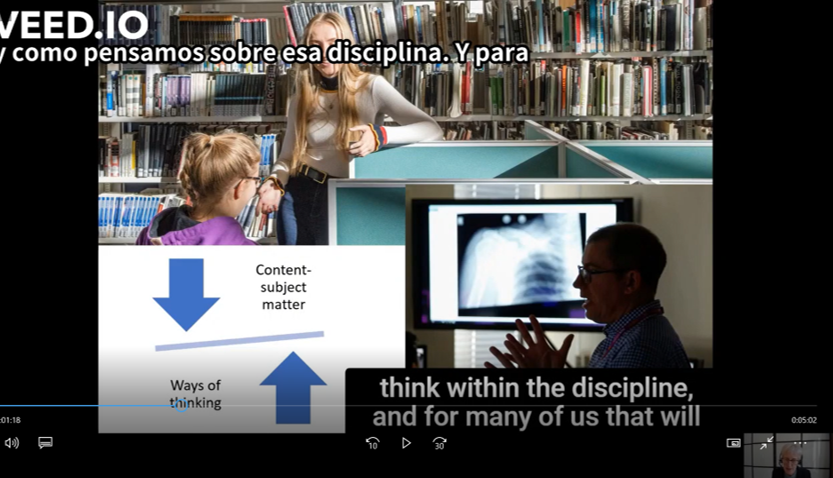 VEED.IO
y como pensamos sobre esa disciplina. Y para
Content-
subject
matter
Ways of
thinking
think within the discipline,
and for many of us that will
:01:18
0:05:02
10
30